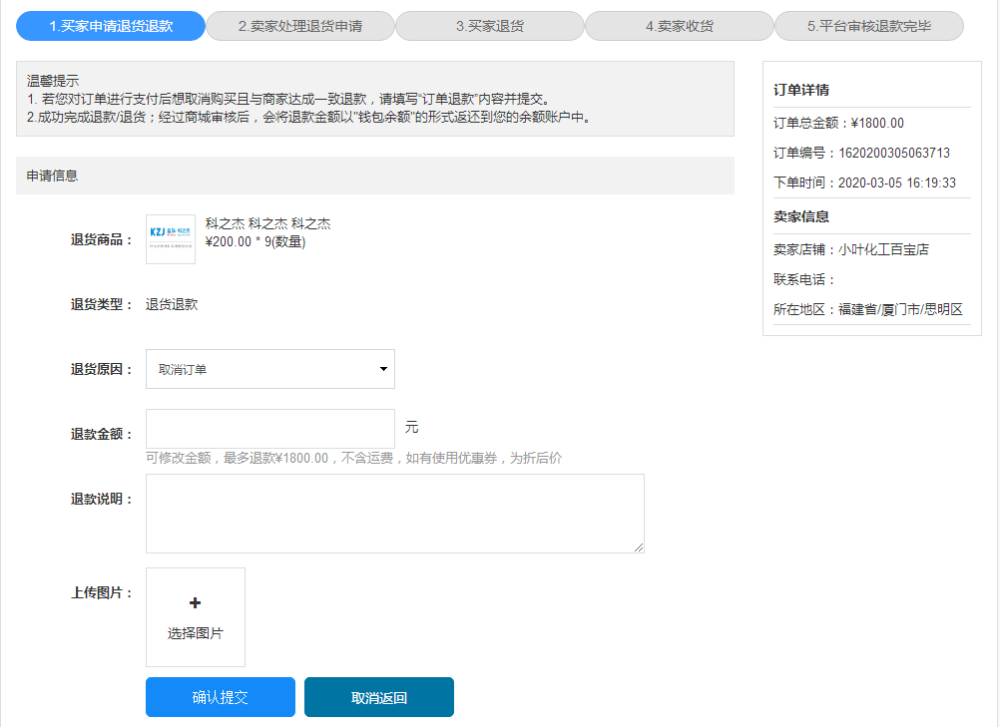 1.买家申请退货退款
2.卖家处理退货申请
3.买家退货
4.卖家收货
5.平台审核退款完毕
温馨提示
1. 若您对订单进行支付后想取消购买且与商家达成一致退款，请填写“订单退款”内容并提交。
2.成功完成退款/退货；经过商城审核后，会将退款金额以"钱包余额"的形式返还到您的余额账户中。
申请信息
退货商品：
KZJ 科之杰
科之杰 科之杰 科之杰
¥200.00 * 9(数量)
退货类型： 退货退款
退货原因： 取消订单
退款金额： 元
可修改金额，最多退款¥1800.00，不含运费，如有使用优惠券，为折后价
退款说明：
上传图片：
+
选择图片
确认提交
取消返回
订单详情
订单总金额：¥1800.00
订单编号：1620200305063713
下单时间：2020-03-05 16:19:33
卖家信息
卖家店铺：小叶化工百宝店
联系电话：
所在地区：福建省/厦门市/思明区